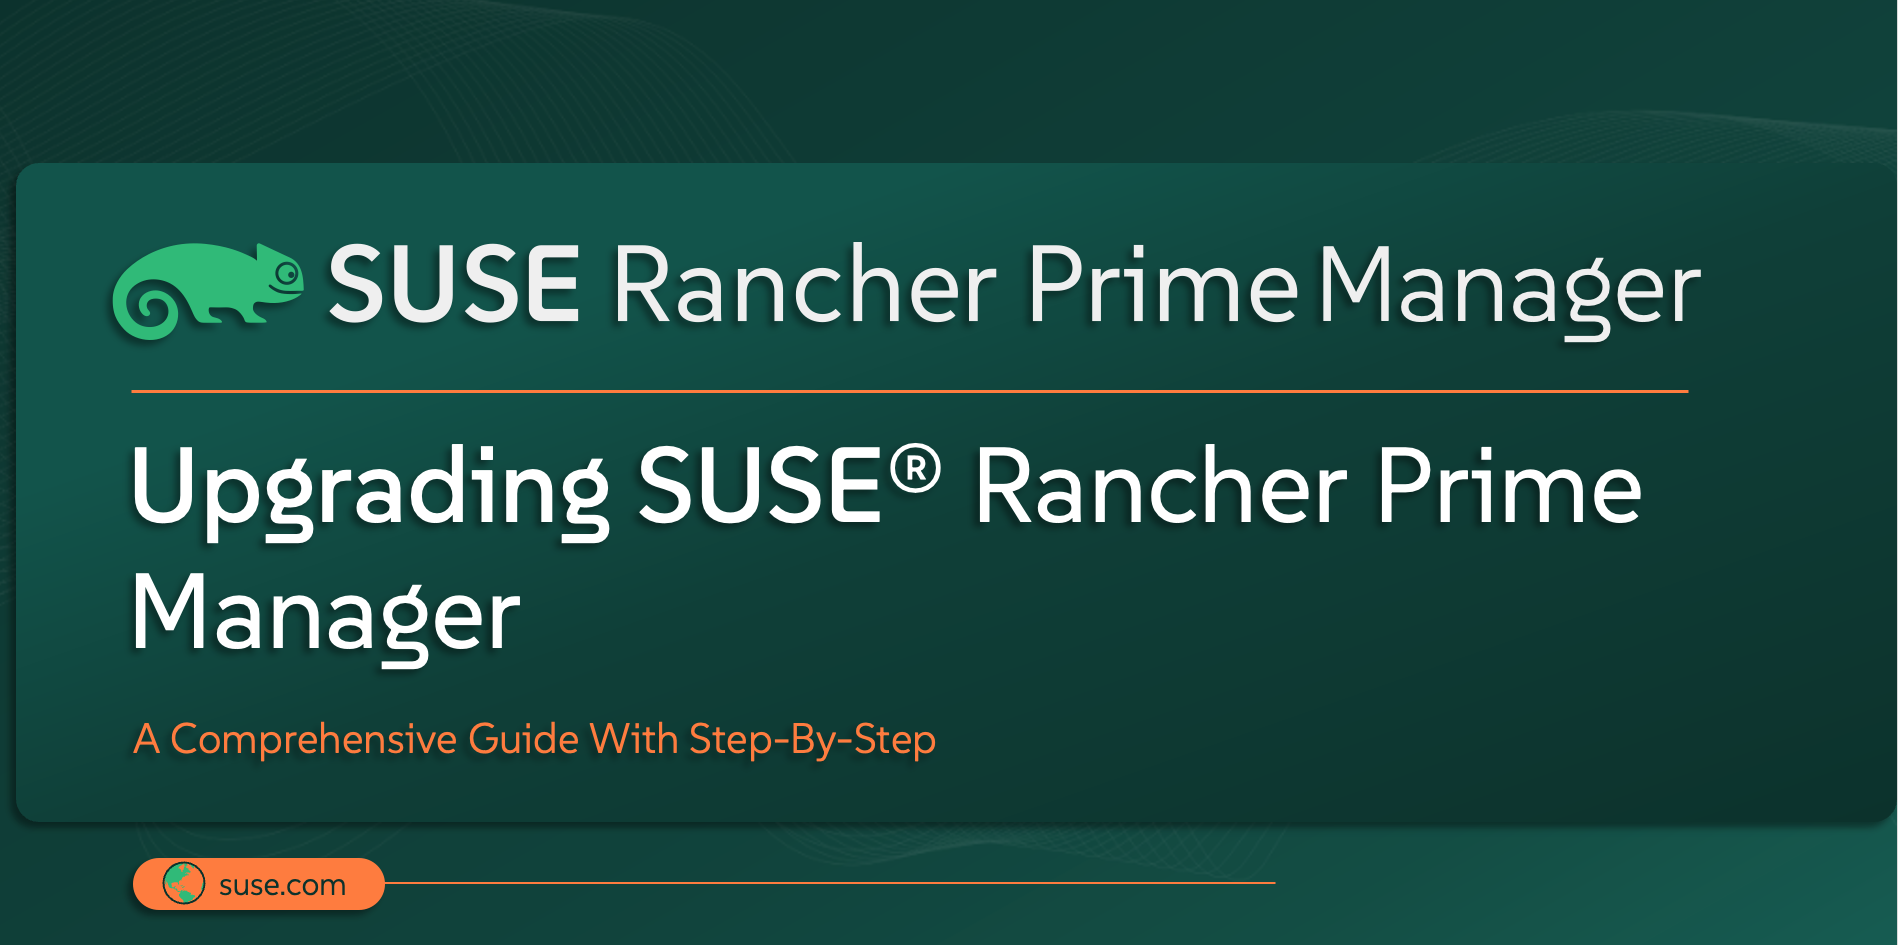 SUSE Rancher Prime Manager
Upgrading SUSE® Rancher Prime
Manager
A Comprehensive Guide With Step-By-Step
suse.com